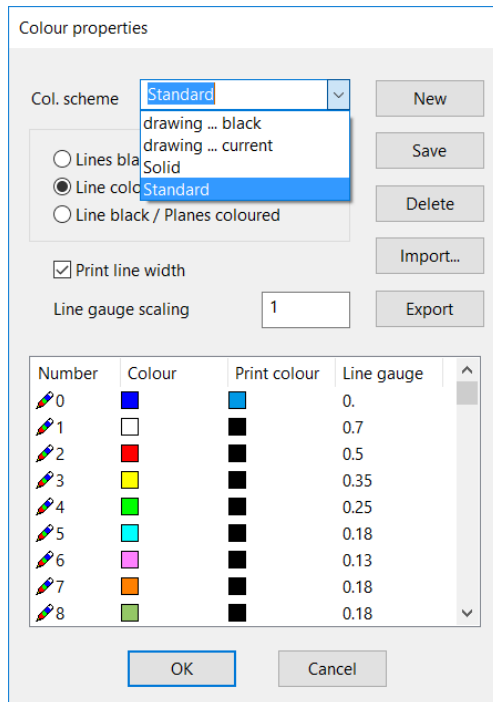 Colour properties
Col. scheme Standard New
drawing ... black
drawing ... current Save
Solid
Standard
Lines bla
Line colo
Line black / Planes coloured
Delete
Import...
Print line width
Line gauge scaling 1 Export
Number Colour Print colour Line gauge
0 0.
1 0.7
2 0.5
3 0.35
4 0.25
5 0.18
6 0.13
7 0.18
8 0.18
OK Cancel